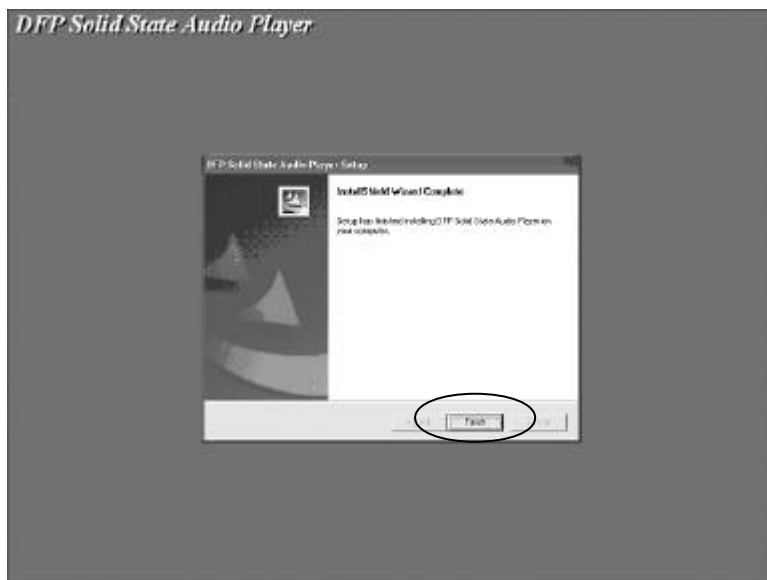 DFP Solid State Audio Player
DFP Solid State Audio Player Setup
InstallShield Wizard Complete
Setup has finished installing DFP Solid State Audio Player on
your computer.
Finish